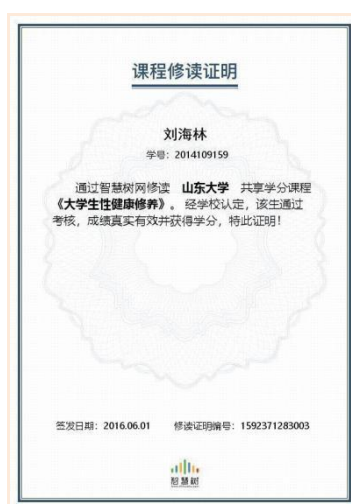 课程修读证明
刘海林
学号：2014109159
通过智慧树网修读 山东大学 共享学分课程
《大学生性健康修养》。经学校认定，该生通过
考核，成绩真实有效并获得学分，特此证明！
签发日期：2016.06.01 修读证明编号：1592371283003
智慧树